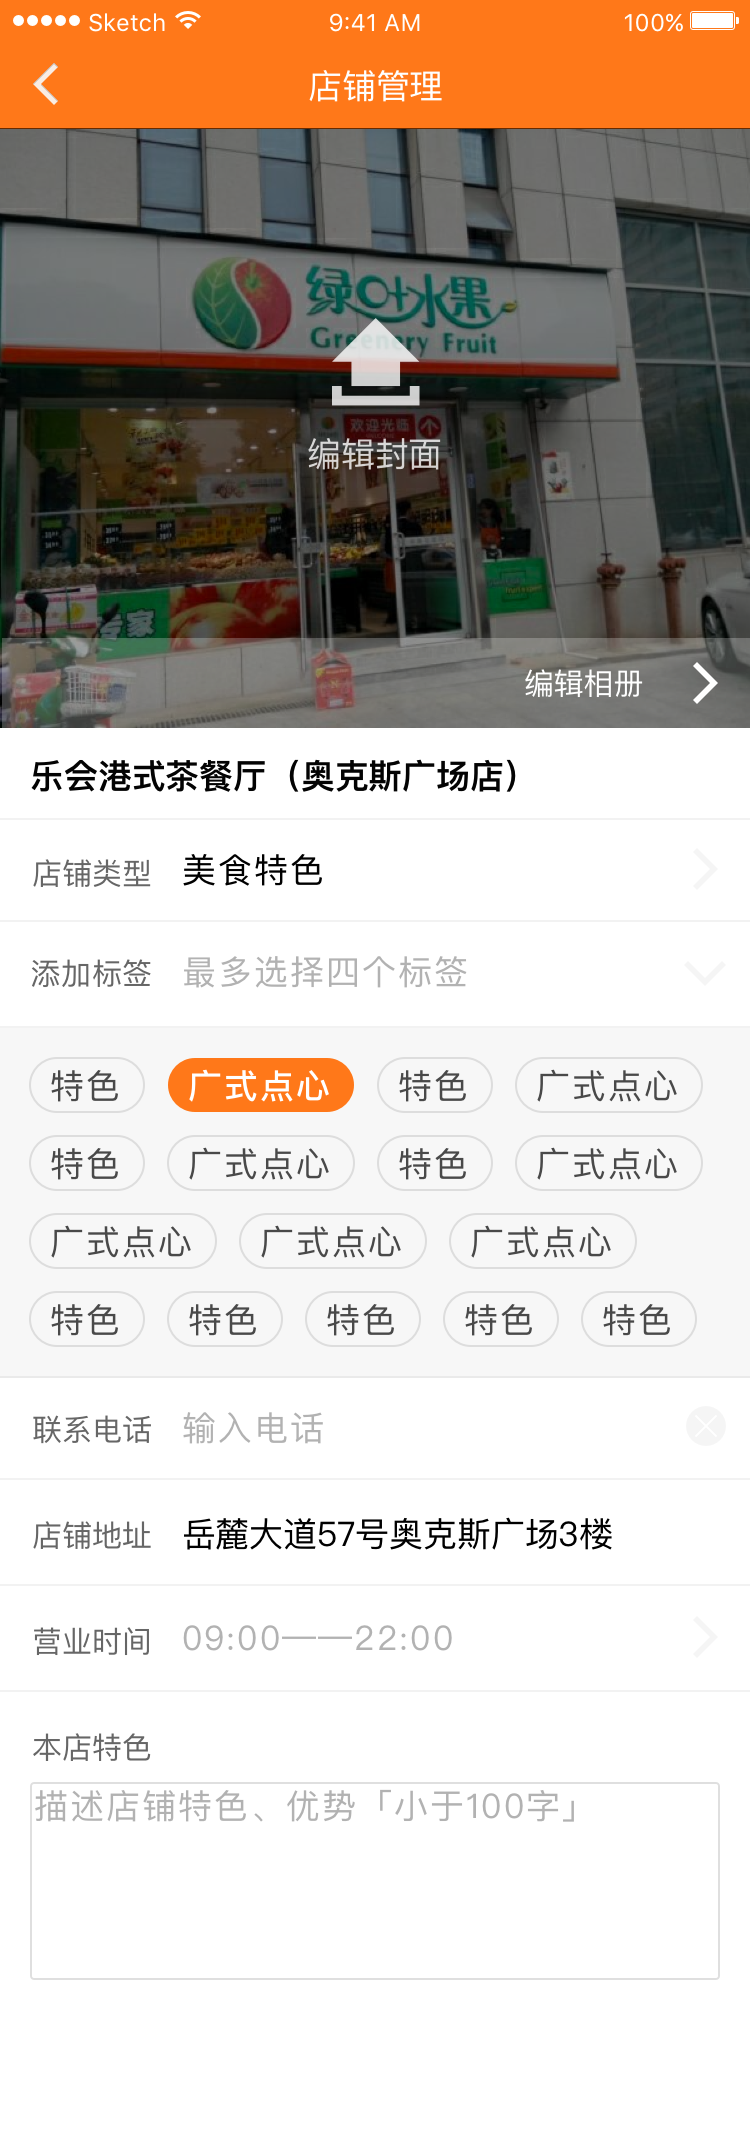 Sketch 9:41 AM 100%
店铺管理
绿叶水果
Greenery Fruit
欢迎光临
编辑封面
专家
编辑相册
乐会港式茶餐厅（奥克斯广场店）
店铺类型 美食特色
添加标签 最多选择四个标签
特色 广式点心 特色 广式点心
特色 广式点心 特色 广式点心
广式点心 广式点心 广式点心
特色 特色 特色 特色 特色
联系电话 输入电话
店铺地址 岳麓大道57号奥克斯广场3楼
营业时间 09:00——22:00
本店特色
描述店铺特色、优势「小于100字」